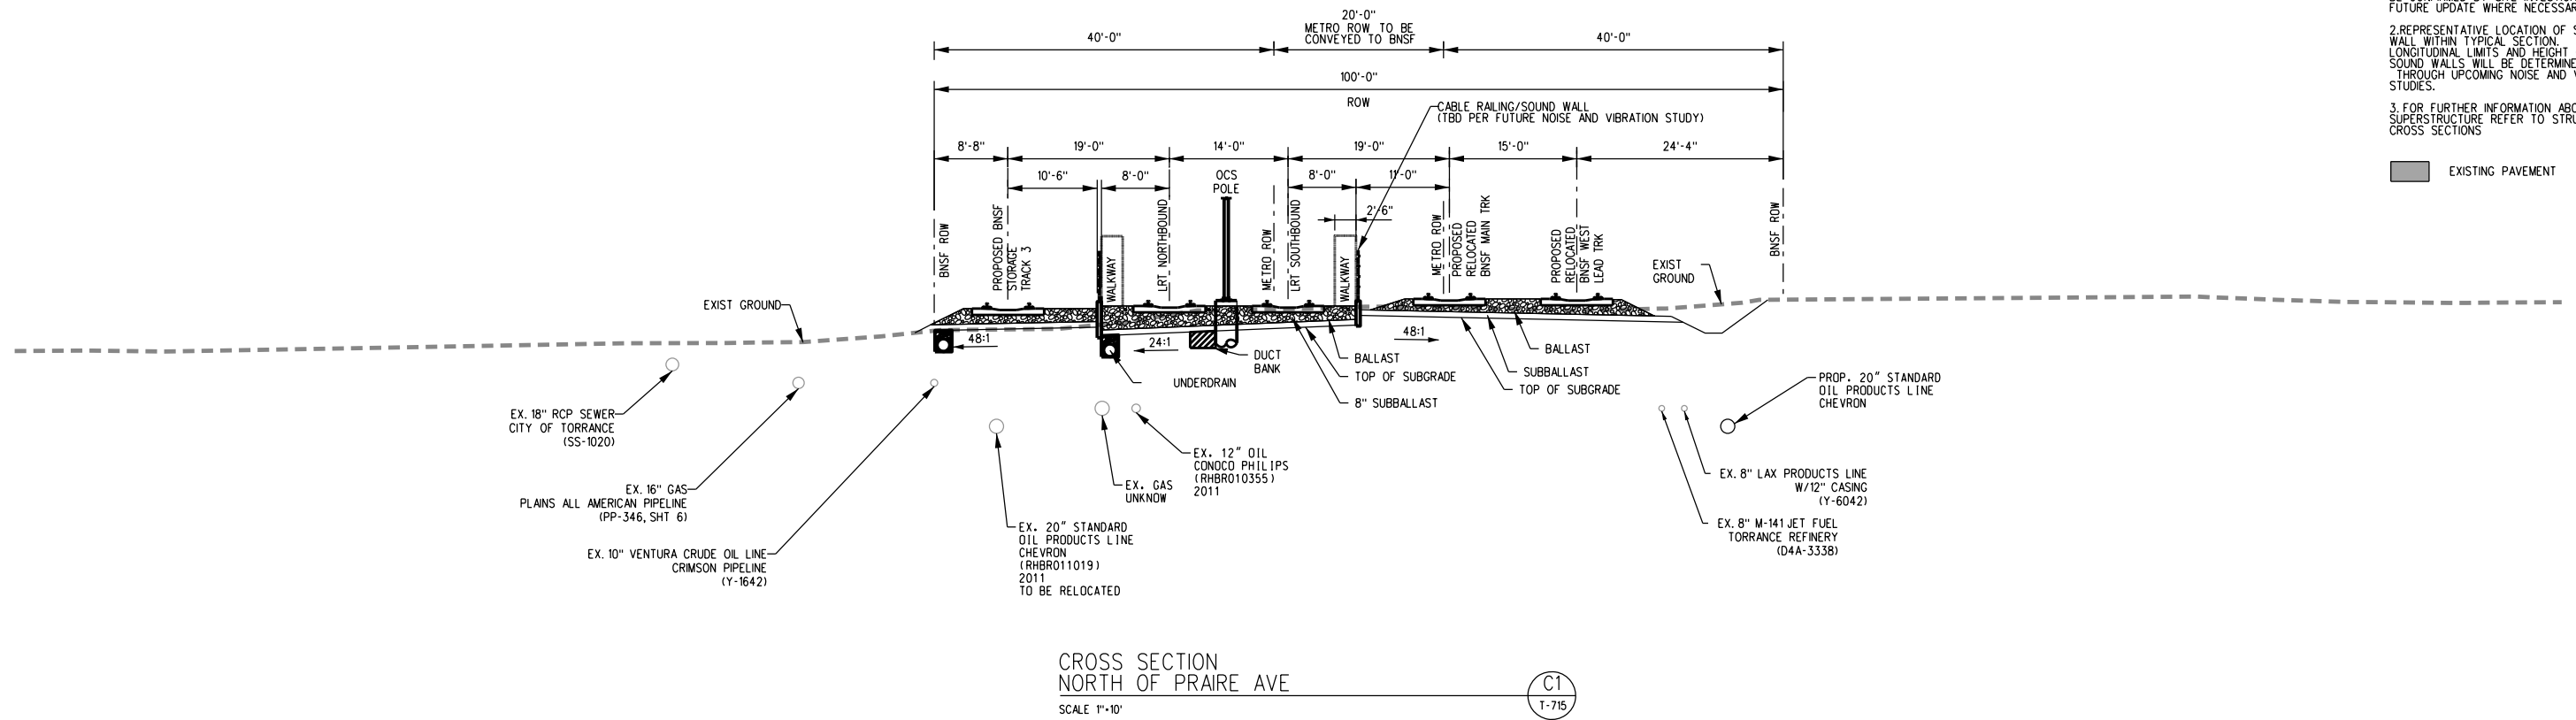 FUTURE UPDATE WHERE NECESSAR
2.REPRESENTATIVE LOCATION OF S
WALL WITHIN TYPICAL SECTION.
LONGITUDINAL LIMITS AND HEIGHT
SOUND WALLS WILL BE DETERMINE
THROUGH UPCOMING NOISE AND V
STUDIES.
3. FOR FURTHER INFORMATION ABO
SUPERSTRUCTURE REFER TO STRU
CROSS SECTIONS
EXISTING PAVEMENT
20'-0"
METRO ROW TO BE
CONVEYED TO BNSF
40'-0"
40'-0"
100'-0"
ROW
CABLE RAILING/SOUND WALL
(TBD PER FUTURE NOISE AND VIBRATION STUDY)
8'-8"
19'-0"
14'-0"
19'-0"
15'-0"
24'-4"
10'-6"
8'-0"
OCS
POLE
8'-0"
11'-0"
2'-6"
BNSF ROW
PROPOSED BNSF
STORAGE
TRACK 3
WALKWAY
LRT NORTHBOUND
METRO ROW
LRT SOUTHBOUND
WALKWAY
METRO ROW
PROPOSED
RELOCATED
BNSF MAIN TRK
PROPOSED
RELOCATED
BNSF WEST
LEAD TRK
BNSF ROW
EXIST
GROUND
EXIST GROUND
48:1
24:1
48:1
DUCT
BANK
UNDERDRAIN
BALLAST
TOP OF SUBGRADE
8" SUBBALLAST
BALLAST
SUBBALLAST
TOP OF SUBGRADE
PROP. 20" STANDARD
OIL PRODUCTS LINE
CHEVRON
EX. 18" RCP SEWER
CITY OF TORRANCE
(SS-1020)
EX. 16" GAS
PLAINS ALL AMERICAN PIPELINE
(PP-346, SHT 6)
EX. 10" VENTURA CRUDE OIL LINE
CRIMSON PIPELINE
(Y-1642)
EX. 20" STANDARD
OIL PRODUCTS LINE
CHEVRON
(RHBR011019)
2011
TO BE RELOCATED
EX. GAS
UNKNOW
EX. 12" OIL
CONOCO PHILIPS
(RHBR010355)
2011
EX. 8" LAX PRODUCTS LINE
W/12" CASING
(Y-6042)
EX. 8" M-141 JET FUEL
TORRANCE REFINERY
(D4A-3338)
CROSS SECTION
NORTH OF PRAIRE AVE
SCALE 1"=10'
C1
T-715